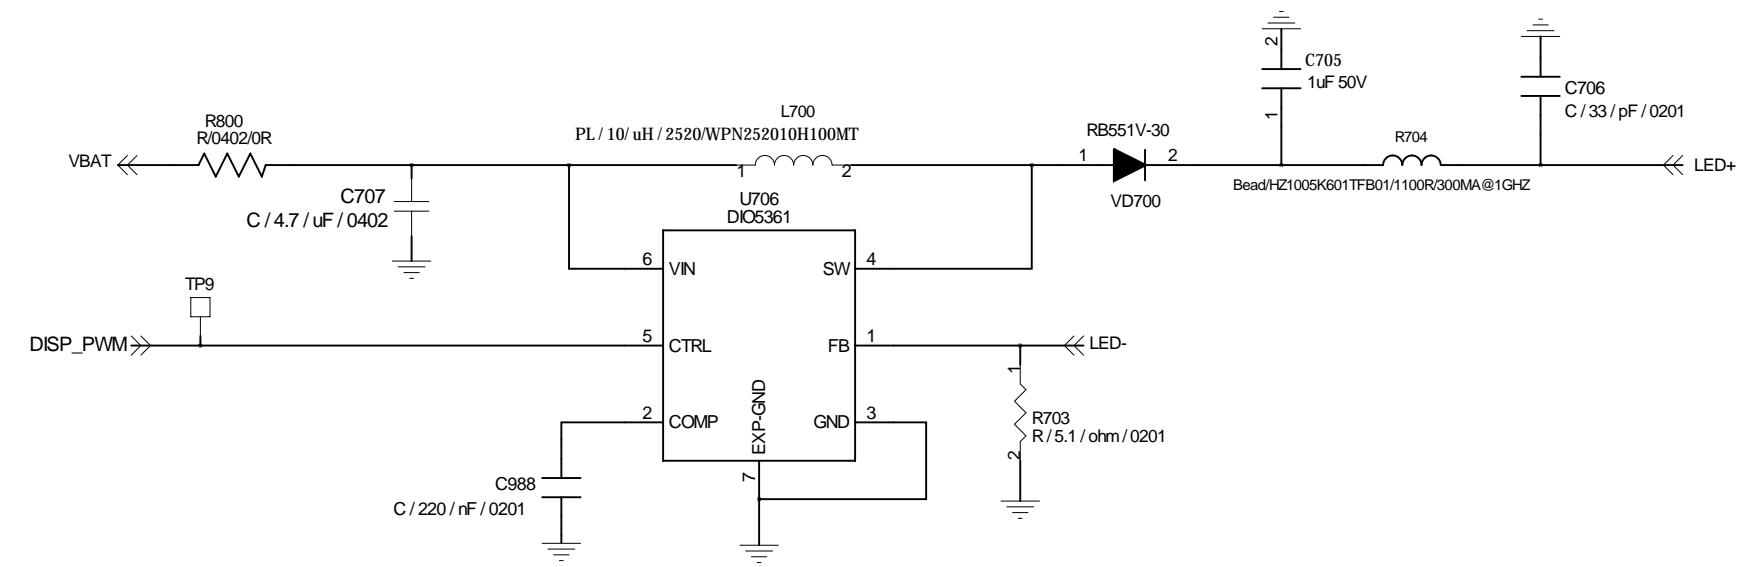 2
C705
1uF 50V
1
C706
C / 33 / pF / 0201
R800
R/0402/0R
L700
PL / 10/ uH / 2520/WPN252010H100MT
RB551V-30
R704
VBAT
1
2
1
2
LED+
VD700
Bead/HZ1005K601TFB01/1100R/300MA@1GHZ
C707
C / 4.7 / uF / 0402
U706
DIO5361
6
VIN
SW
4
TP9
DISP_PWM
5
CTRL
FB
1
LED-
1
R703
R / 5.1 / ohm / 0201
2
2
COMP
EXP-GND
GND
3
7
C988
C / 220 / nF / 0201